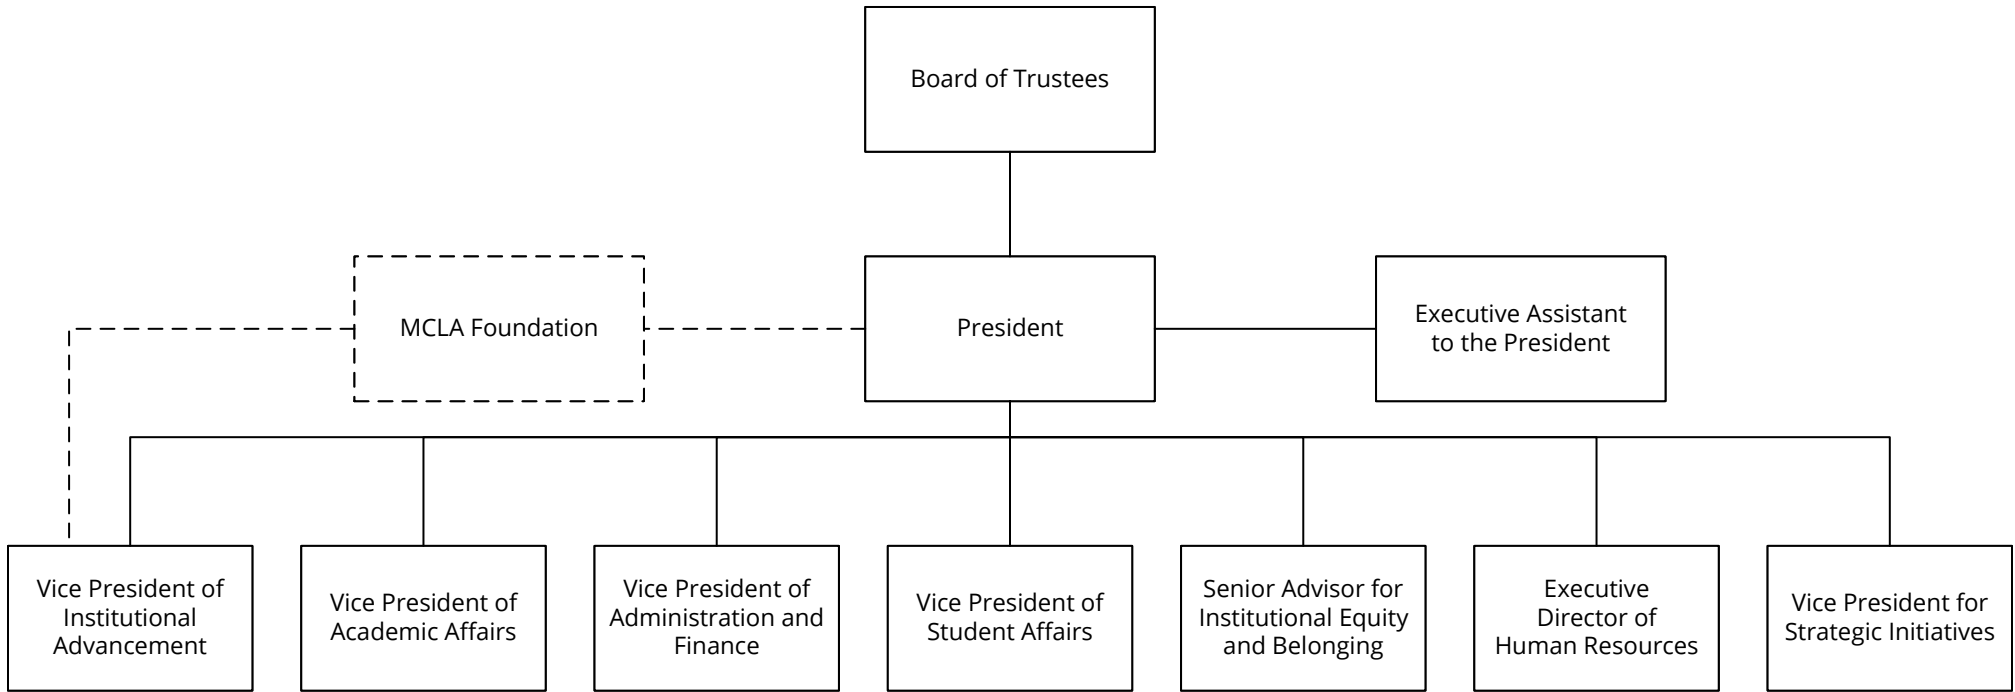 Board of Trustees
MCLA Foundation
President
Executive Assistant
to the President
Vice President of
Institutional
Advancement
Vice President of
Academic Affairs
Vice President of
Administration and
Finance
Vice President of
Student Affairs
Senior Advisor for
Institutional Equity
and Belonging
Executive
Director of
Human Resources
Vice President for
Strategic Initiatives